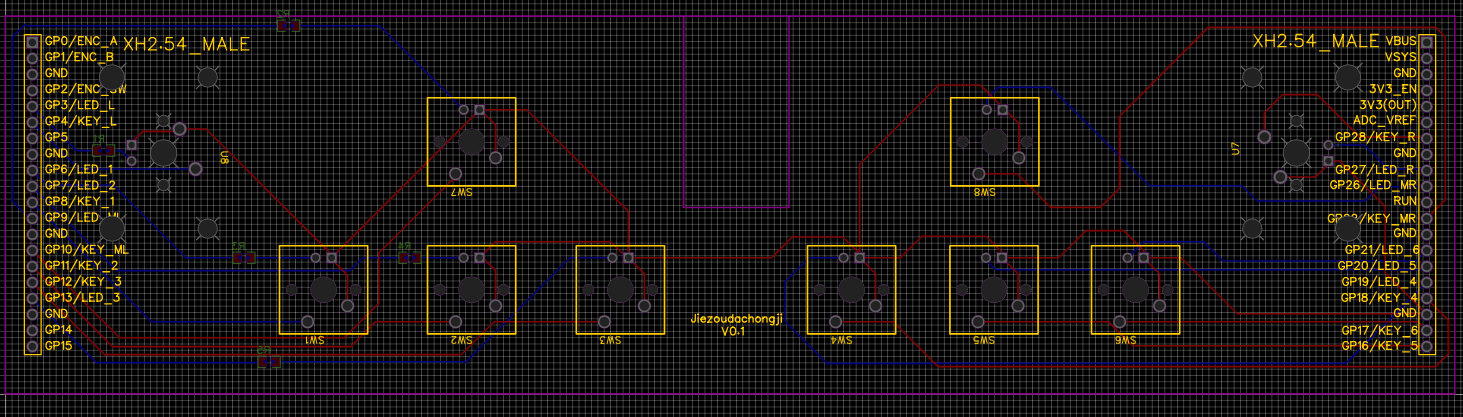 XH2.54_MALE
GP0/ENC_A
GP1/ENC_B
GND
GP2/ENC_SW
GP3/LED_L
GP4/KEY_L
GP5
GND
GP6/LED_1
GP7/LED_2
GP8/KEY_1
GP9/LED_ML
GND
GP10/KEY_ML
GP11/KEY_2
GP12/KEY_3
GP13/LED_3
GND
GP14
GP15
U8
SW7
SW1
SW2
SW3
Jiezoudachongji
V0.1
SW8
SW4
SW5
SW6
U7
XH2.54_MALE
VBUS
VSYS
GND
3V3_EN
3V3(OUT)
ADC_VREF
GP28/KEY_R
GND
GP27/LED_R
GP26/LED_MR
RUN
GND
GP21/LED_6
GP20/LED_5
GP19/LED_4
GP18/KEY_4
GND
GP17/KEY_6
GP16/KEY_5